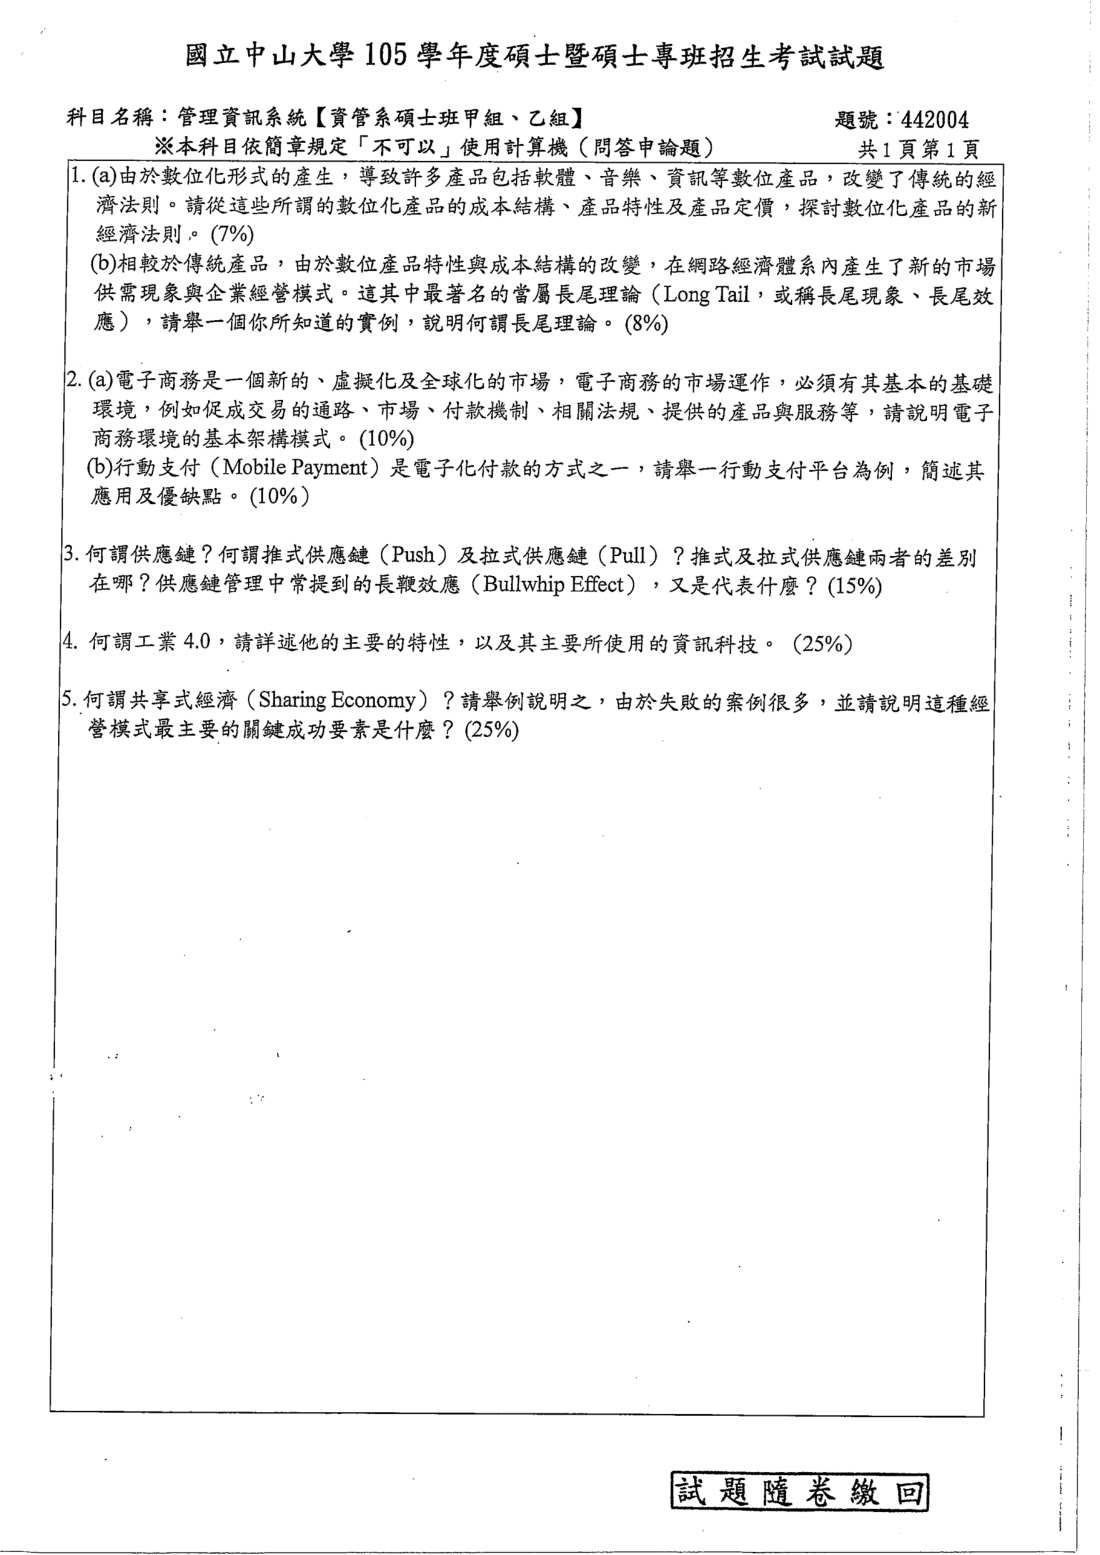 國立中山大學 105 學年度碩士暨碩士專班招生考試試題
科目名稱：管理資訊系統【資管系碩士班甲組、乙組】 題號：442004
※本科目依簡章規定「不可以」使用計算機（問答申論題） 共1頁第1頁
1. (a)由於數位化形式的產生，導致許多產品包括軟體、音樂、資訊等數位產品，改變了傳統的經
濟法則。請從這些所謂的數位化產品的成本結構、產品特性及產品定價，探討數位化產品的新
經濟法則。(7%)
(b)相較於傳統產品，由於數位產品特性與成本結構的改變，在網路經濟體系內產生了新的市場
供需現象與企業經營模式。這其中最著名的當屬長尾理論（Long Tail，或稱長尾現象、長尾效
應），請舉一個你所知道的實例，說明何謂長尾理論。(8%)
2. (a)電子商務是一個新的、虛擬化及全球化的市場，電子商務的市場運作，必須有其基本的基礎
環境，例如促成交易的通路、市場、付款機制、相關法規、提供的產品與服務等，請說明電子
商務環境的基本架構模式。(10%)
(b)行動支付（Mobile Payment）是電子化付款的方式之一，請舉一行動支付平台為例，簡述其
應用及優缺點。(10%)
3. 何謂供應鏈？何謂推式供應鏈（Push）及拉式供應鏈（Pull）？推式及拉式供應鏈兩者的差別
在哪？供應鏈管理中常提到的長鞭效應（Bullwhip Effect），又是代表什麼？(15%)
4. 何謂工業 4.0，請詳述他的主要的特性，以及其主要所使用的資訊科技。（25%）
5. 何謂共享式經濟（Sharing Economy）？請舉例說明之，由於失敗的案例很多，並請說明這種經
營模式最主要的關鍵成功要素是什麼？(25%)
試題隨卷繳回